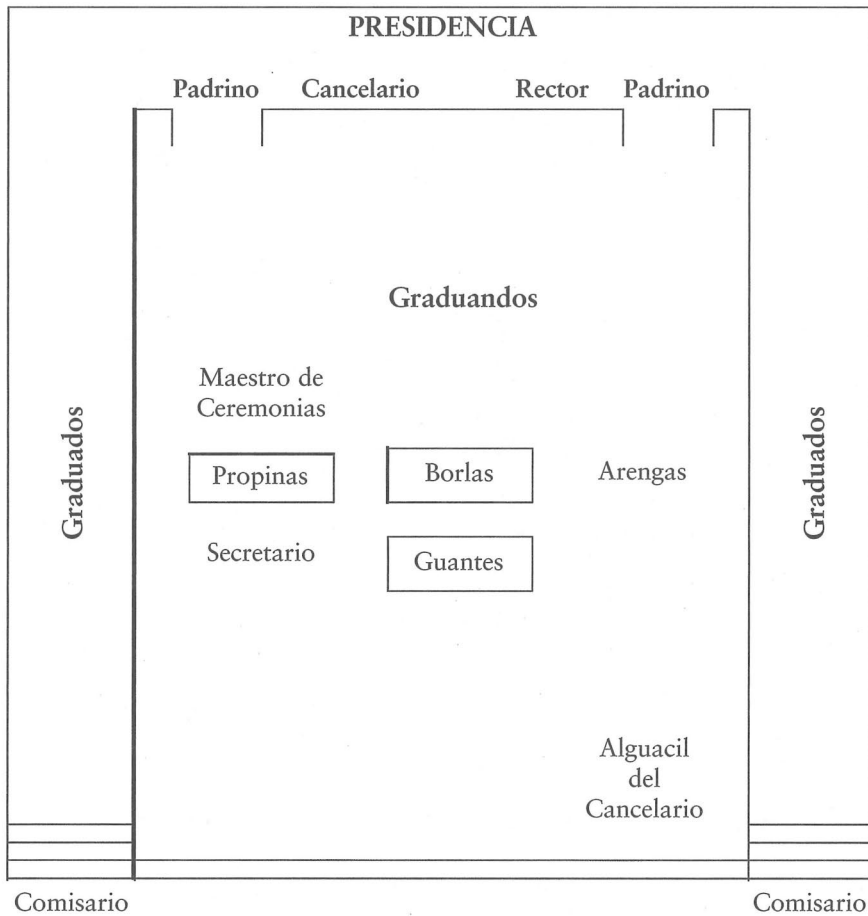 PRESIDENCIA
Padrino Cancelario Rector Padrino
Graduandos
Maestro de
Ceremonias
Graduados
Graduados
Propinas Borlas Arengas
Secretario Guantes
Alguacil
del
Cancelario
Comisario Comisario